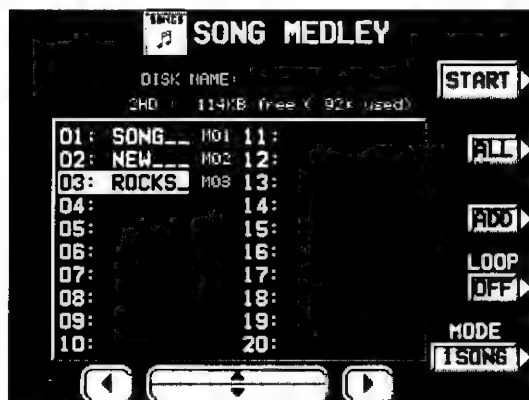 SONGS
SONG MEDLEY
DISK NAME:
2HD : 114KB free ( 92% used)
START
ALL
ADD
LOOP
OFF
MODE
1SONG
01: SONG__ M01
02: NEW___ M02
03: ROCKS_ M03
04:
05:
06:
07:
08:
09:
10:
11:
12:
13:
14:
15:
16:
17:
18:
19:
20: